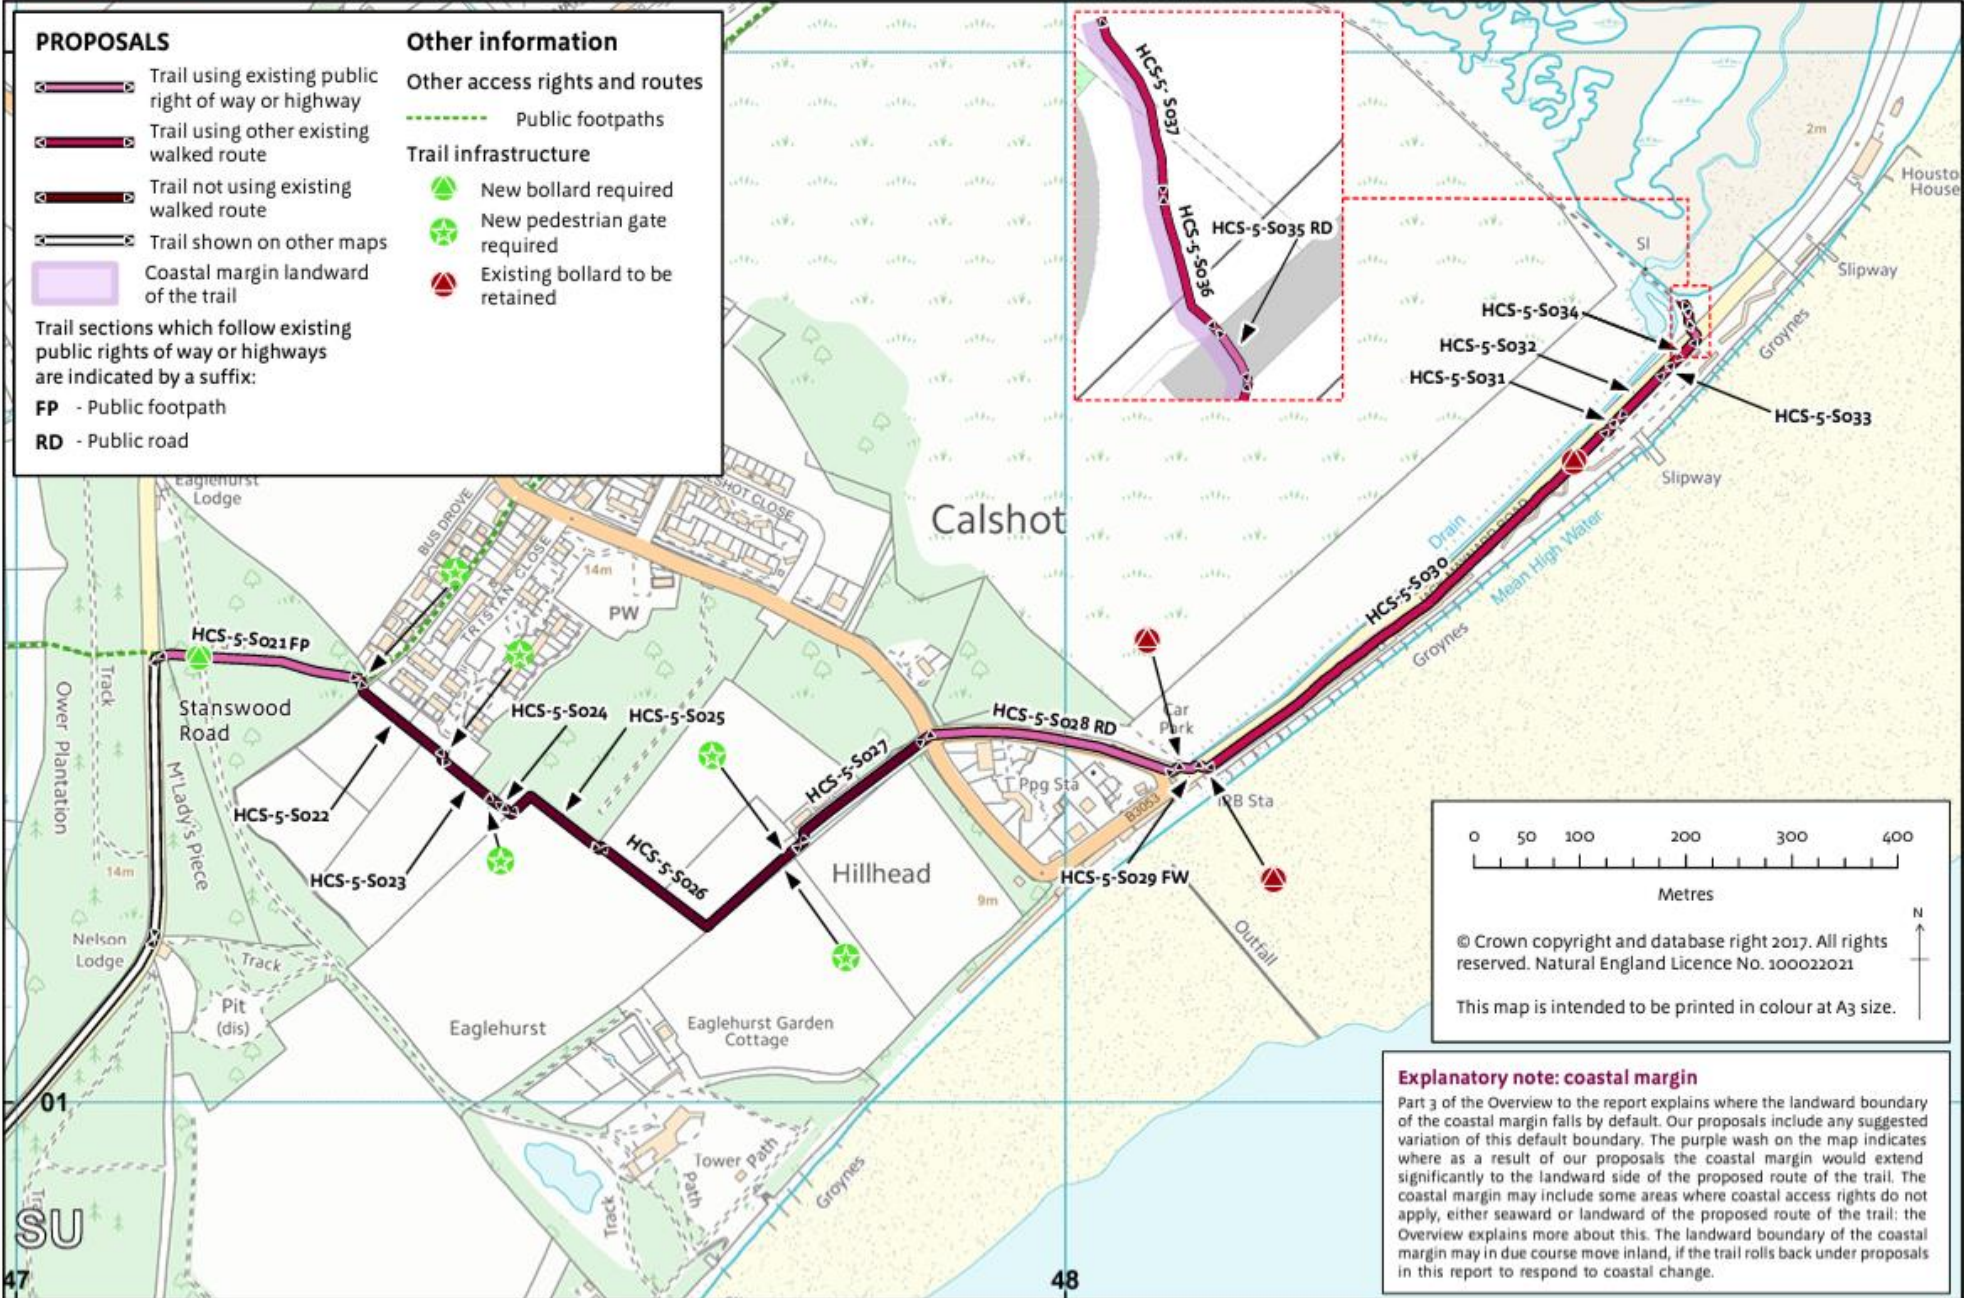 PROPOSALS
Trail using existing public
right of way or highway
Trail using other existing
walked route
Trail not using existing
walked route
Trail shown on other maps
Coastal margin landward
of the trail
Trail sections which follow existing
public rights of way or highways
are indicated by a suffix:
FP - Public footpath
RD - Public road
Other information
Other access rights and routes
Public footpaths
Trail infrastructure
New bollard required
New pedestrian gate
required
Existing bollard to be
retained
HCS-5- S037
HCS-5-S036
HCS-5-S035 RD
2m
Slipway
SI
Groynes
HCS-5-S034
HCS-5-S032
HCS-5-S031
HCS-5-S033
Slipway
Eaglehurst
Lodge
BUS DROVE
TRISTAN CLOSE
14m
PW
Calshot
Drain
Mean High Water
HCS-5-S030
Groynes
HCS-5-S021 FP
Stanswood
Road
Track
Ower Plantation
M'Lady's Piece
14m
HCS-5-S024
HCS-5-S025
HCS-5-S028 RD
Car
Park
HCS-5-S022
HCS-5-S023
HCS-5-S026
HCS-5-S027
Hillhead
Ppg Sta
B3053
HCS-5-S029 FW
9m
Outfall
Nelson
Lodge
Track
Pit
(dis)
Eaglehurst
Eaglehurst Garden
Cottage
Tower Path
Path
Track
Groynes
01
SU
47
48
0 50 100 200 300 400
Metres
N
© Crown copyright and database right 2017. All rights
reserved. Natural England Licence No. 100022021
This map is intended to be printed in colour at A3 size.
Explanatory note: coastal margin
Part 3 of the Overview to the report explains where the landward boundary
of the coastal margin falls by default. Our proposals include any suggested
variation of this default boundary. The purple wash on the map indicates
where as a result of our proposals the coastal margin would extend
significantly to the landward side of the proposed route of the trail. The
coastal margin may include some areas where coastal access rights do not
apply, either seaward or landward of the proposed route of the trail: the
Overview explains more about this. The landward boundary of the coastal
margin may in due course move inland, if the trail rolls back under proposals
in this report to respond to coastal change.